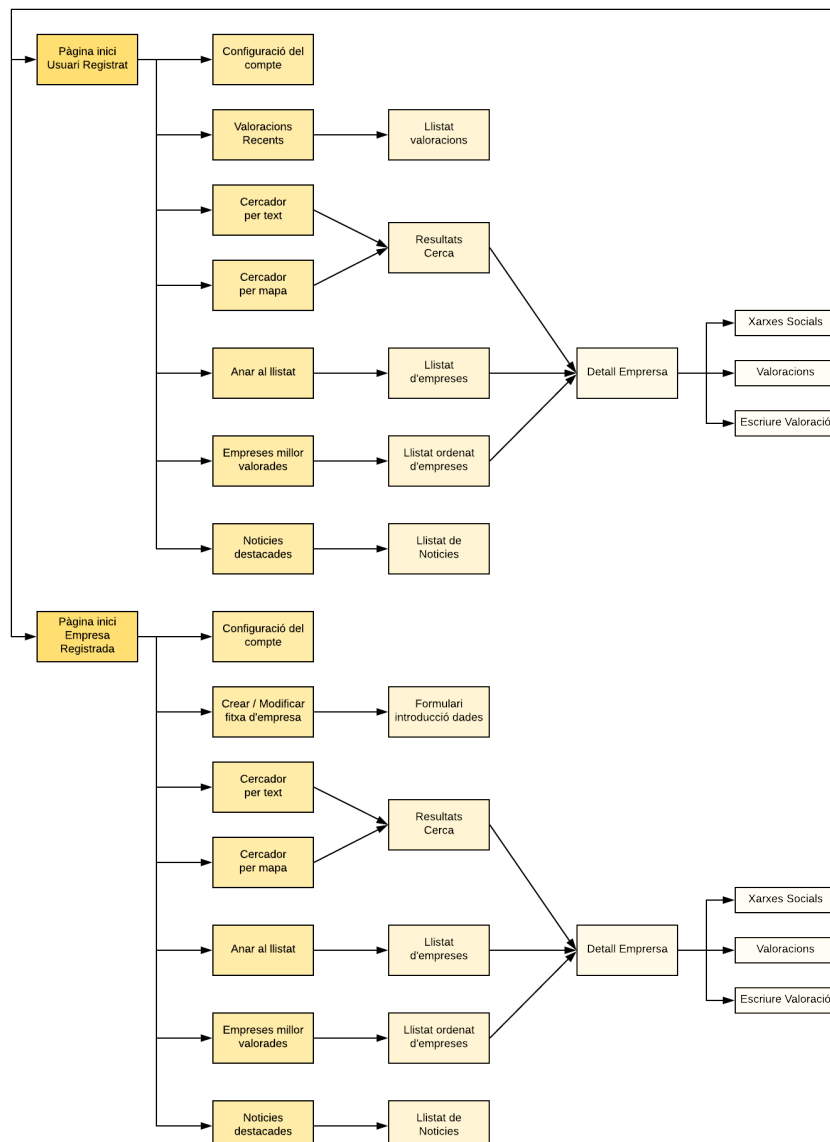 Pàgina inici
Usuari Registrat
Configuració del
compte
Valoracions
Recents
Llistat
valoracions
Cercador
per text
Cercador
per mapa
Resultats
Cerca
Anar al llistat
Llistat
d'empreses
Detall Emprersa
Xarxes Socials
Valoracions
Escriure Valoració
Empreses millor
valorades
Llistat ordenat
d'empreses
Noticies
destacades
Llistat de
Noticies
Pàgina inici
Empresa
Registrada
Configuració del
compte
Crear / Modificar
fitxa d'empresa
Formulari
introducció dades
Cercador
per text
Cercador
per mapa
Resultats
Cerca
Anar al llistat
Llistat
d'empreses
Detall Emprersa
Xarxes Socials
Valoracions
Escriure Valoració
Empreses millor
valorades
Llistat ordenat
d'empreses
Noticies
destacades
Llistat de
Noticies